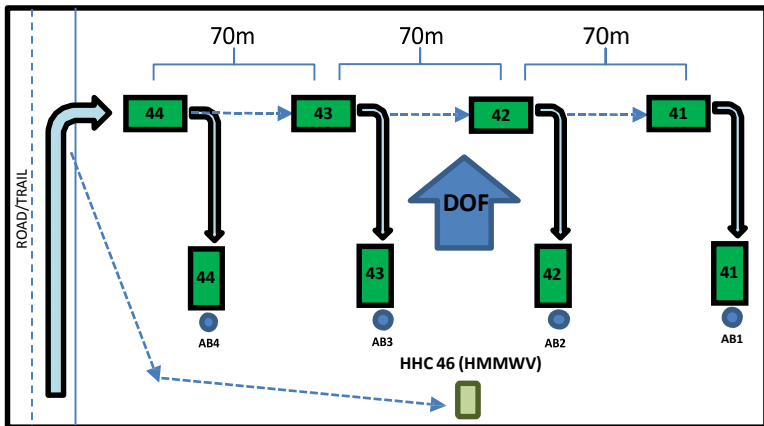 70m 70m 70m
44 43 42 41
ROAD/TRAIL
DOF
44 43 42 41
AB4 AB3 AB2 AB1
HHC 46 (HMMWV)